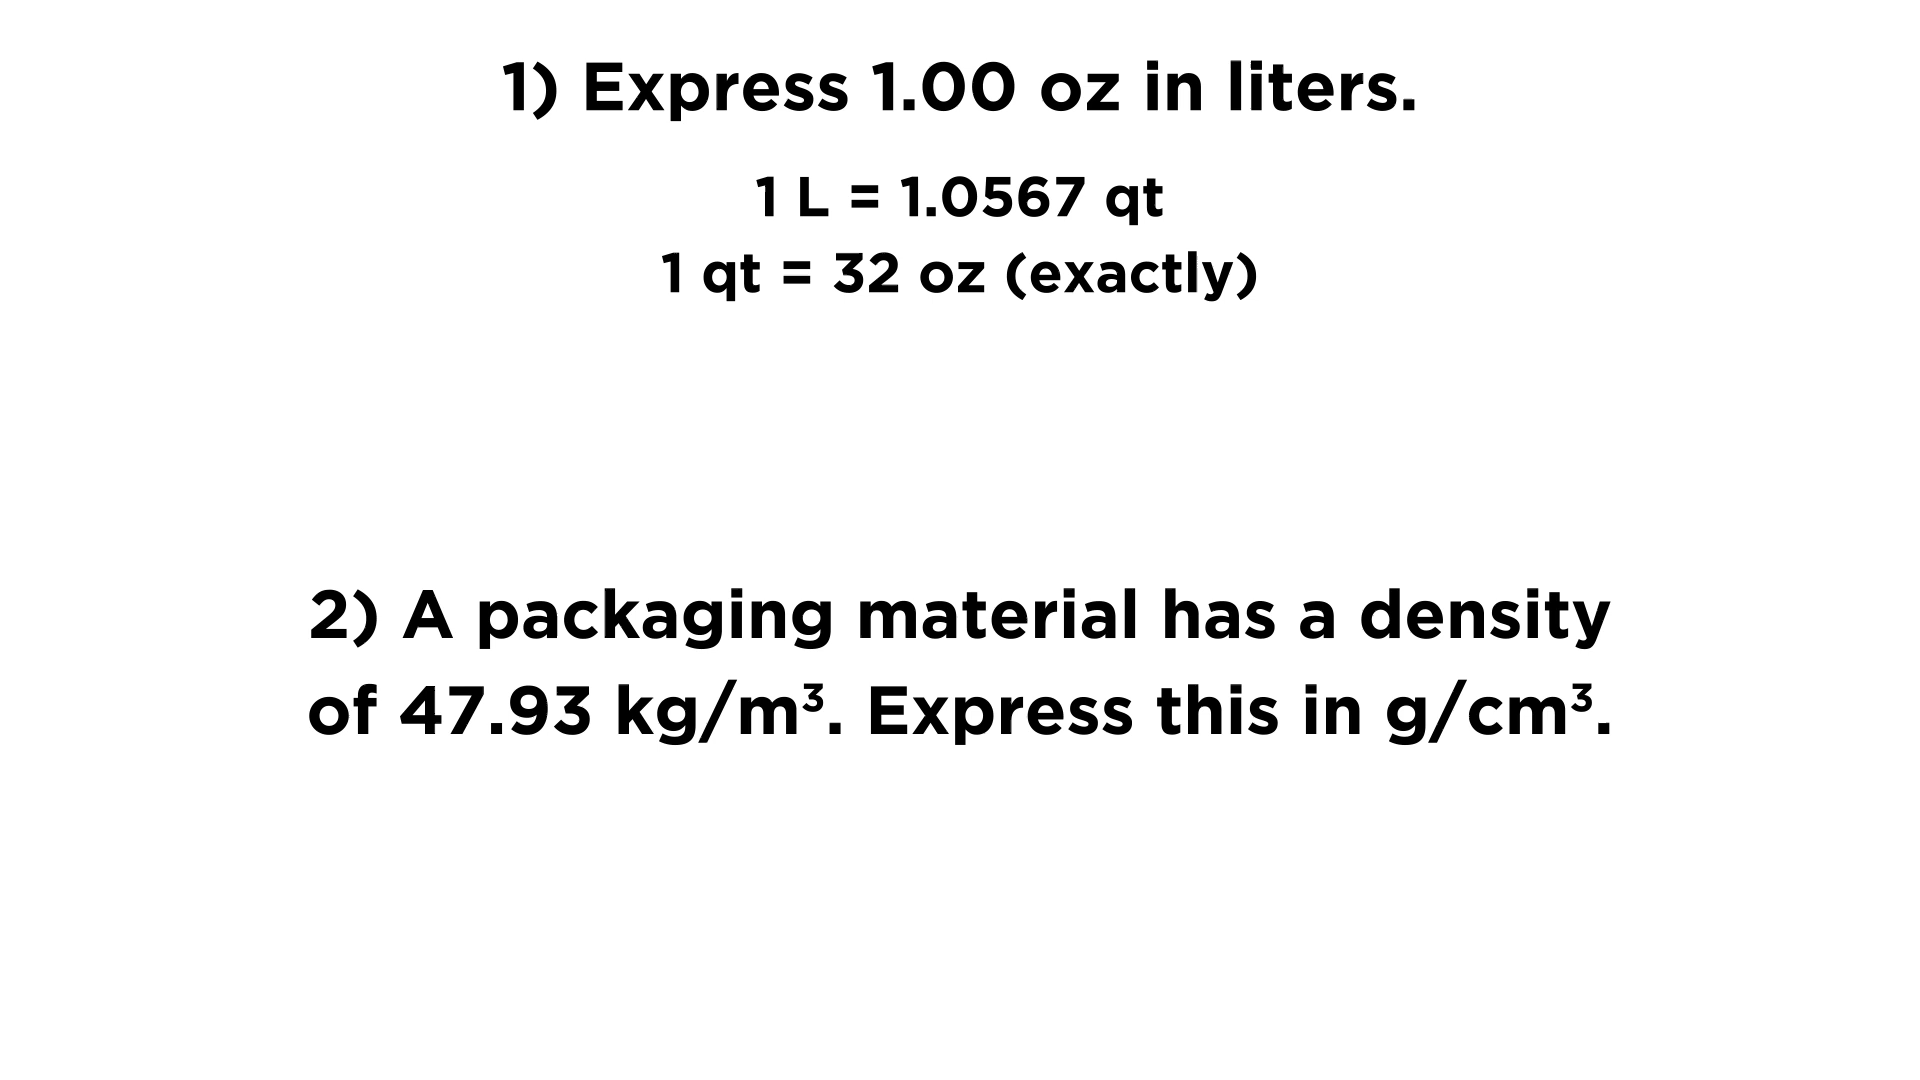 1) Express 1.00 oz in liters.
1 L = 1.0567 qt
1 qt = 32 oz (exactly)
2) A packaging material has a density
of 47.93 kg/m³. Express this in g/cm³.